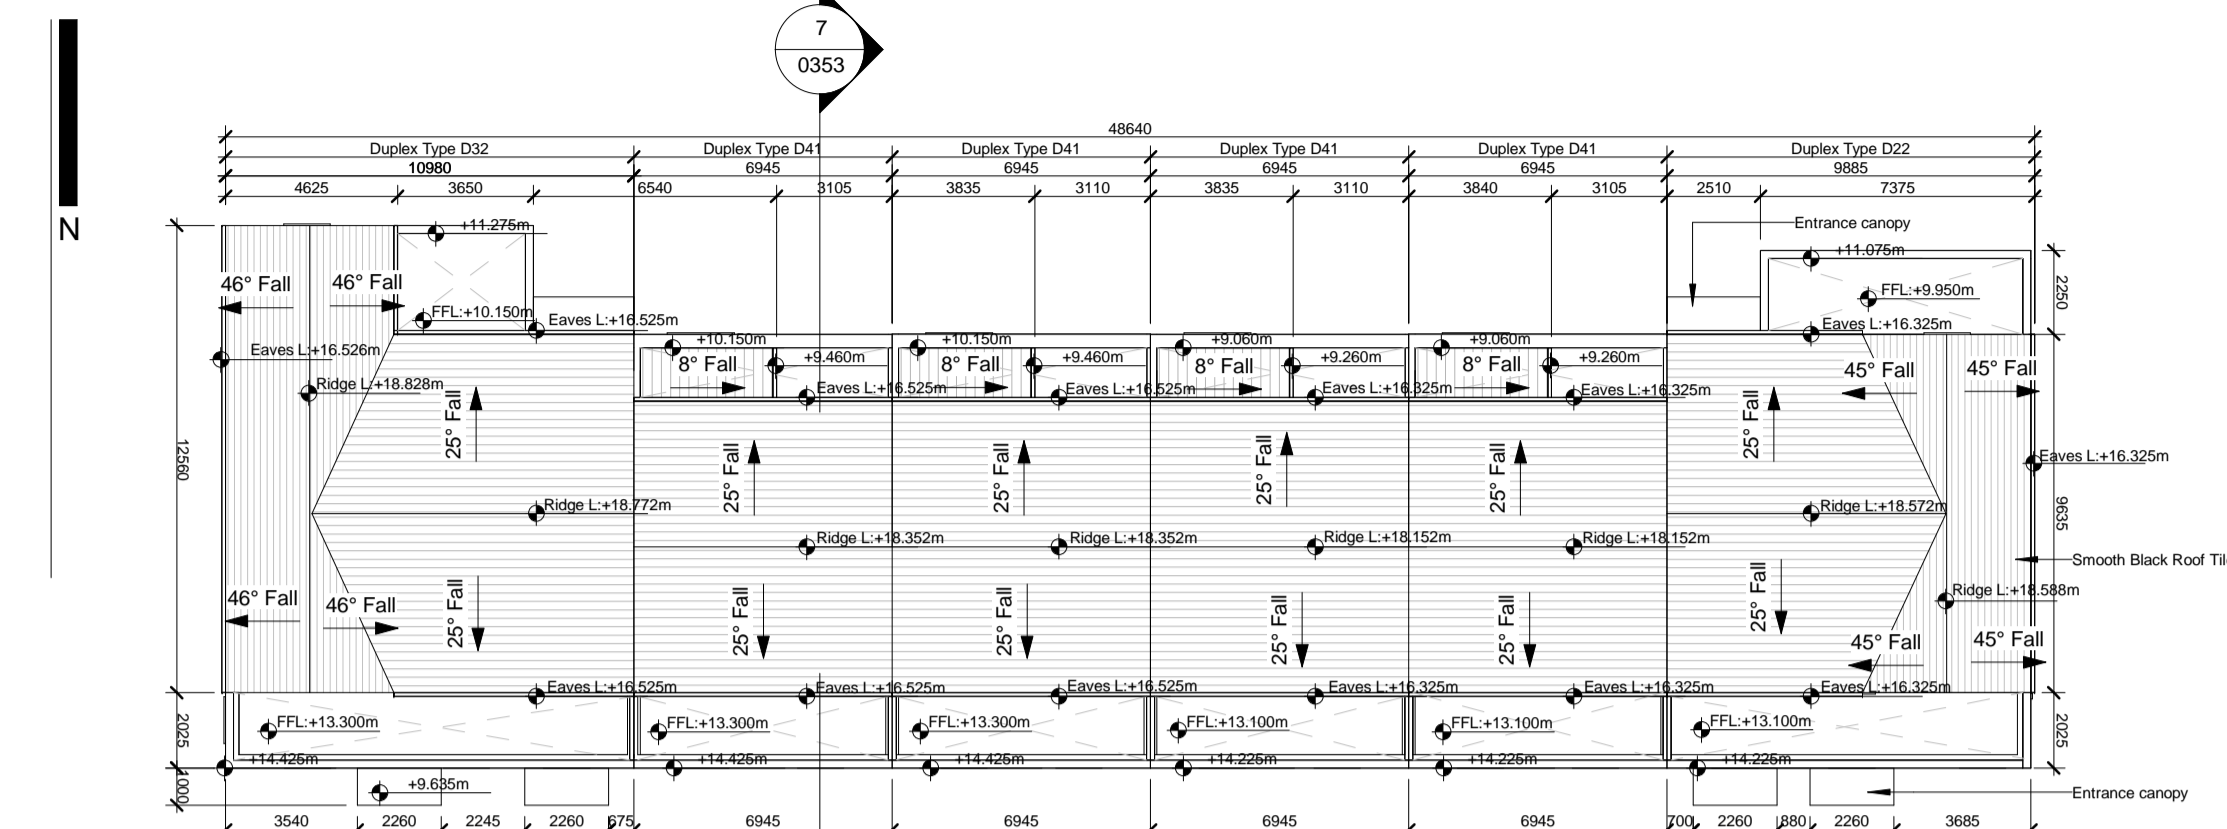 7
0353
N
48640
Duplex Type D32 Duplex Type D41 Duplex Type D41 Duplex Type D41 Duplex Type D41 Duplex Type D22
10980 6945 6945 6945 6945 9885
4625 3650 6540 3105 3835 3110 3835 3110 3840 3105 2510 7375
Entrance canopy
+11.275m
+11.075m
46° Fall 46° Fall
FFL:+9.950m
2250
FFL:+10.150m Eaves L:+16.525m
Eaves L:+16.325m
+10.150m +10.150m +9.060m +9.060m
Eaves L:+16.526m
+9.460m +9.460m +9.260m +9.260m
8° Fall 8° Fall 8° Fall 8° Fall
45° Fall 45° Fall
Ridge L:+18.828m
Eaves L:+16.525m Eaves L:+16.525m Eaves L:+16.325m Eaves L:+16.325m
25° Fall 25° Fall 25° Fall 25° Fall 25° Fall 25° Fall
Eaves L:+16.325m
12560
Ridge L:+18.772m
Ridge L:+18.572m
9635
Ridge L:+18.352m Ridge L:+18.352m Ridge L:+18.152m Ridge L:+18.152m
Smooth Black Roof Til
Ridge L:+18.588m
46° Fall 46° Fall
25° Fall 25° Fall 25° Fall 25° Fall 25° Fall 25° Fall
45° Fall 45° Fall
Eaves L:+16.525m Eaves L:+16.525m Eaves L:+16.525m Eaves L:+16.325m Eaves L:+16.325m Eaves L:+16.325m
2025
FFL:+13.300m FFL:+13.300m FFL:+13.300m FFL:+13.100m FFL:+13.100m FFL:+13.100m
2025
+14.425m +14.425m +14.425m +14.225m +14.225m +14.225m
1000
+9.635m
Entrance canopy
3540 2260 2245 2260 675 6945 6945 6945 6945 700 2260 880 2260 3685